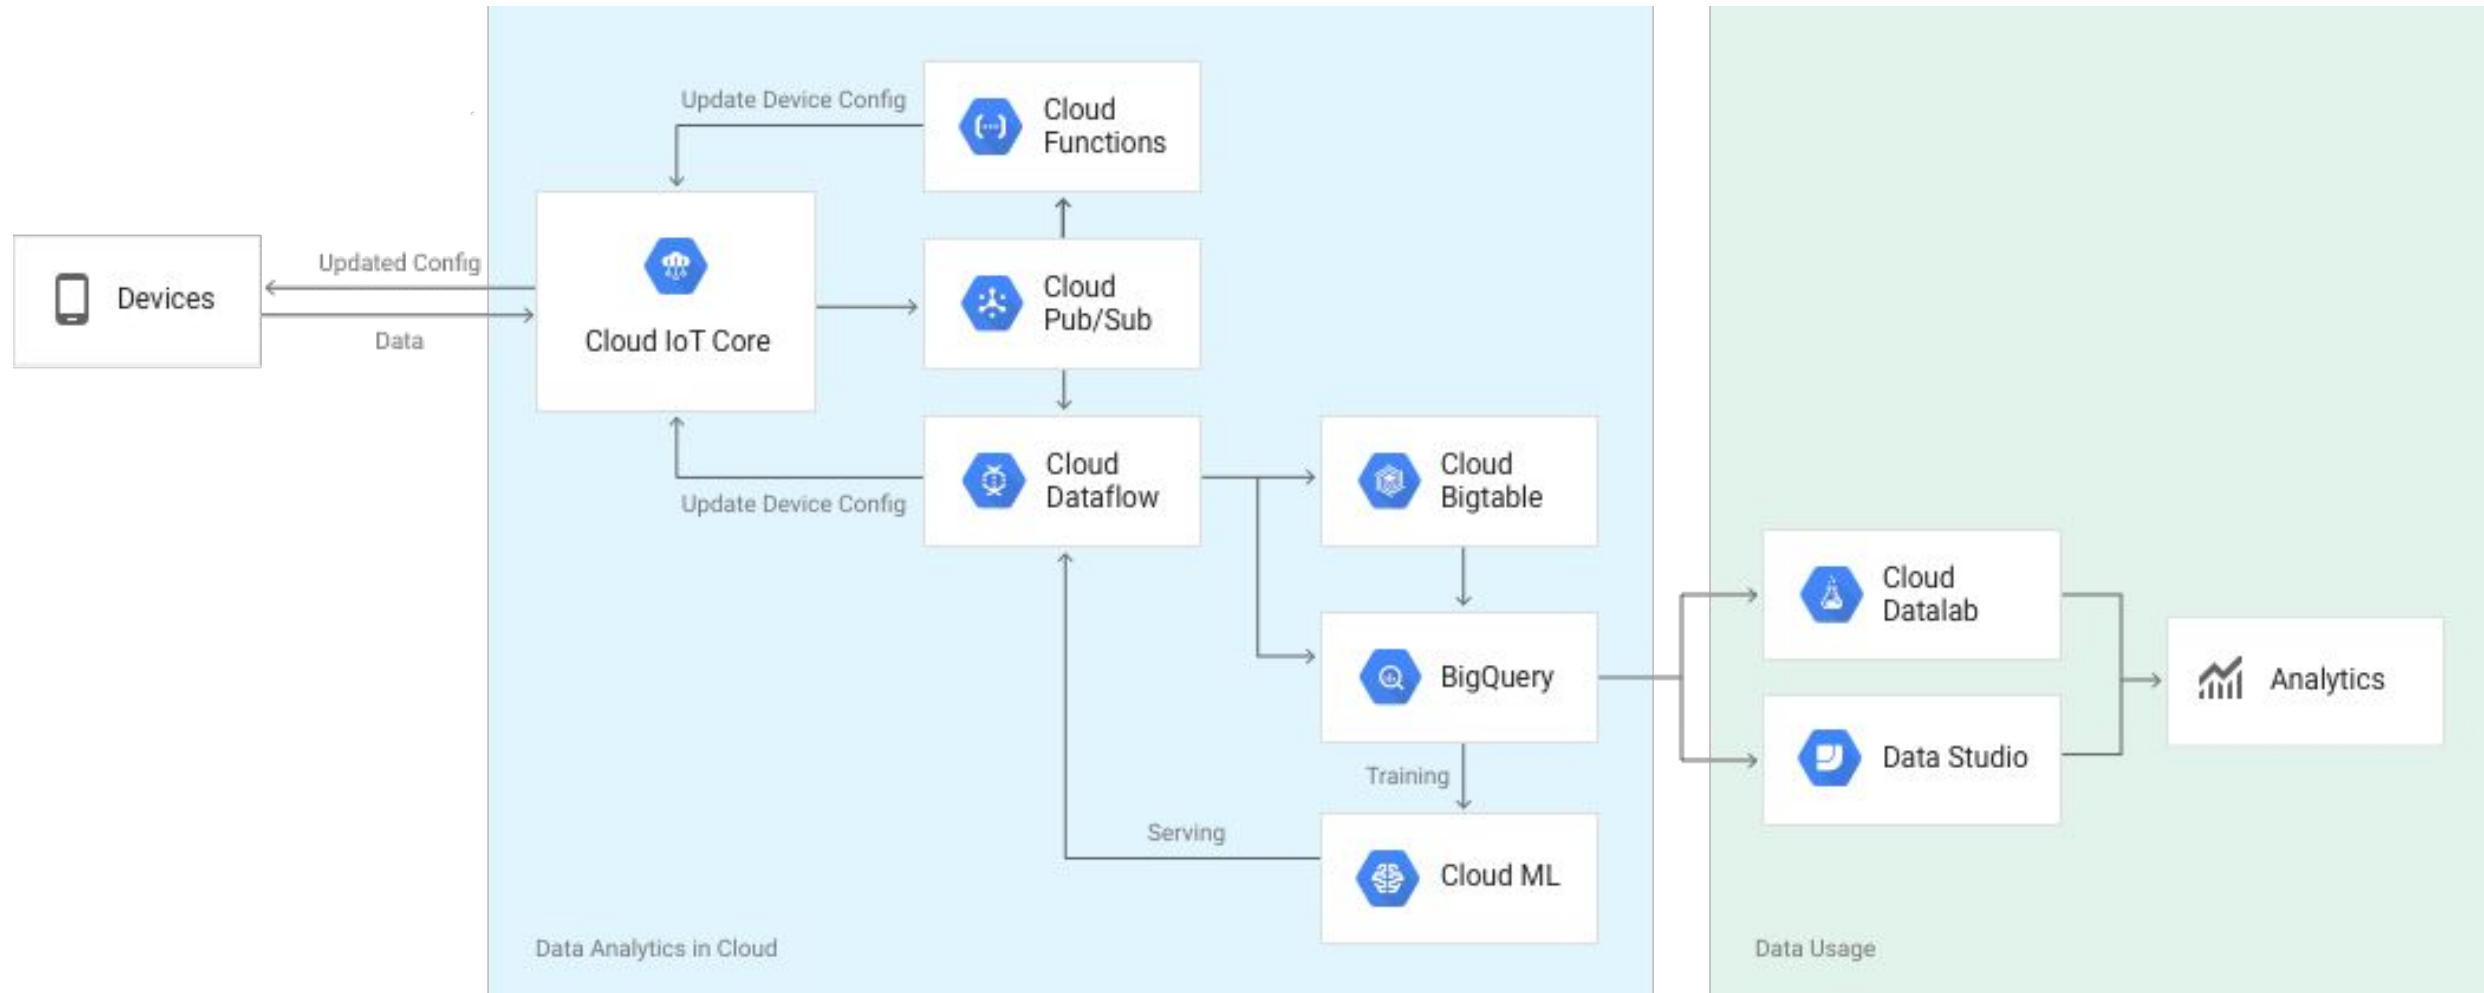 Update Device Config
Cloud
Functions
Updated Config
Devices
Data
Cloud IoT Core
Cloud
Pub/Sub
Cloud
Dataflow
Update Device Config
Cloud
Bigtable
Cloud
Datalab
BigQuery
Analytics
Data Studio
Training
Serving
Cloud ML
Data Analytics in Cloud
Data Usage